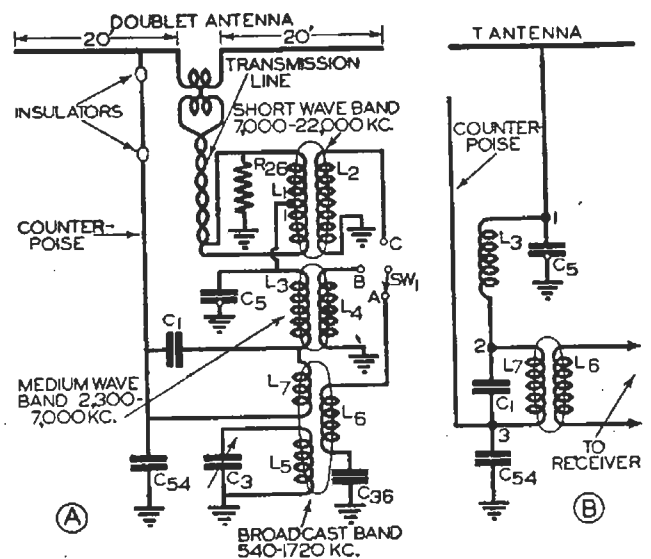 DOUBLET ANTENNA
20'
20'
TRANSMISSION
LINE
INSULATORS
SHORT WAVE BAND
7,000-22,000 KC.
R26
L1
1
L2
COUNTER-
POISE
C
C5
L3
L4
B
SW1
A
C1
MEDIUM WAVE
BAND 2,300-
7,000 KC.
L7
L6
C54
C3
L5
C36
A
BROADCAST BAND
540-1720 KC.
T ANTENNA
COUNTER-
POISE
1
L3
C5
2
L7
L6
C1
3
TO
RECEIVER
C54
B